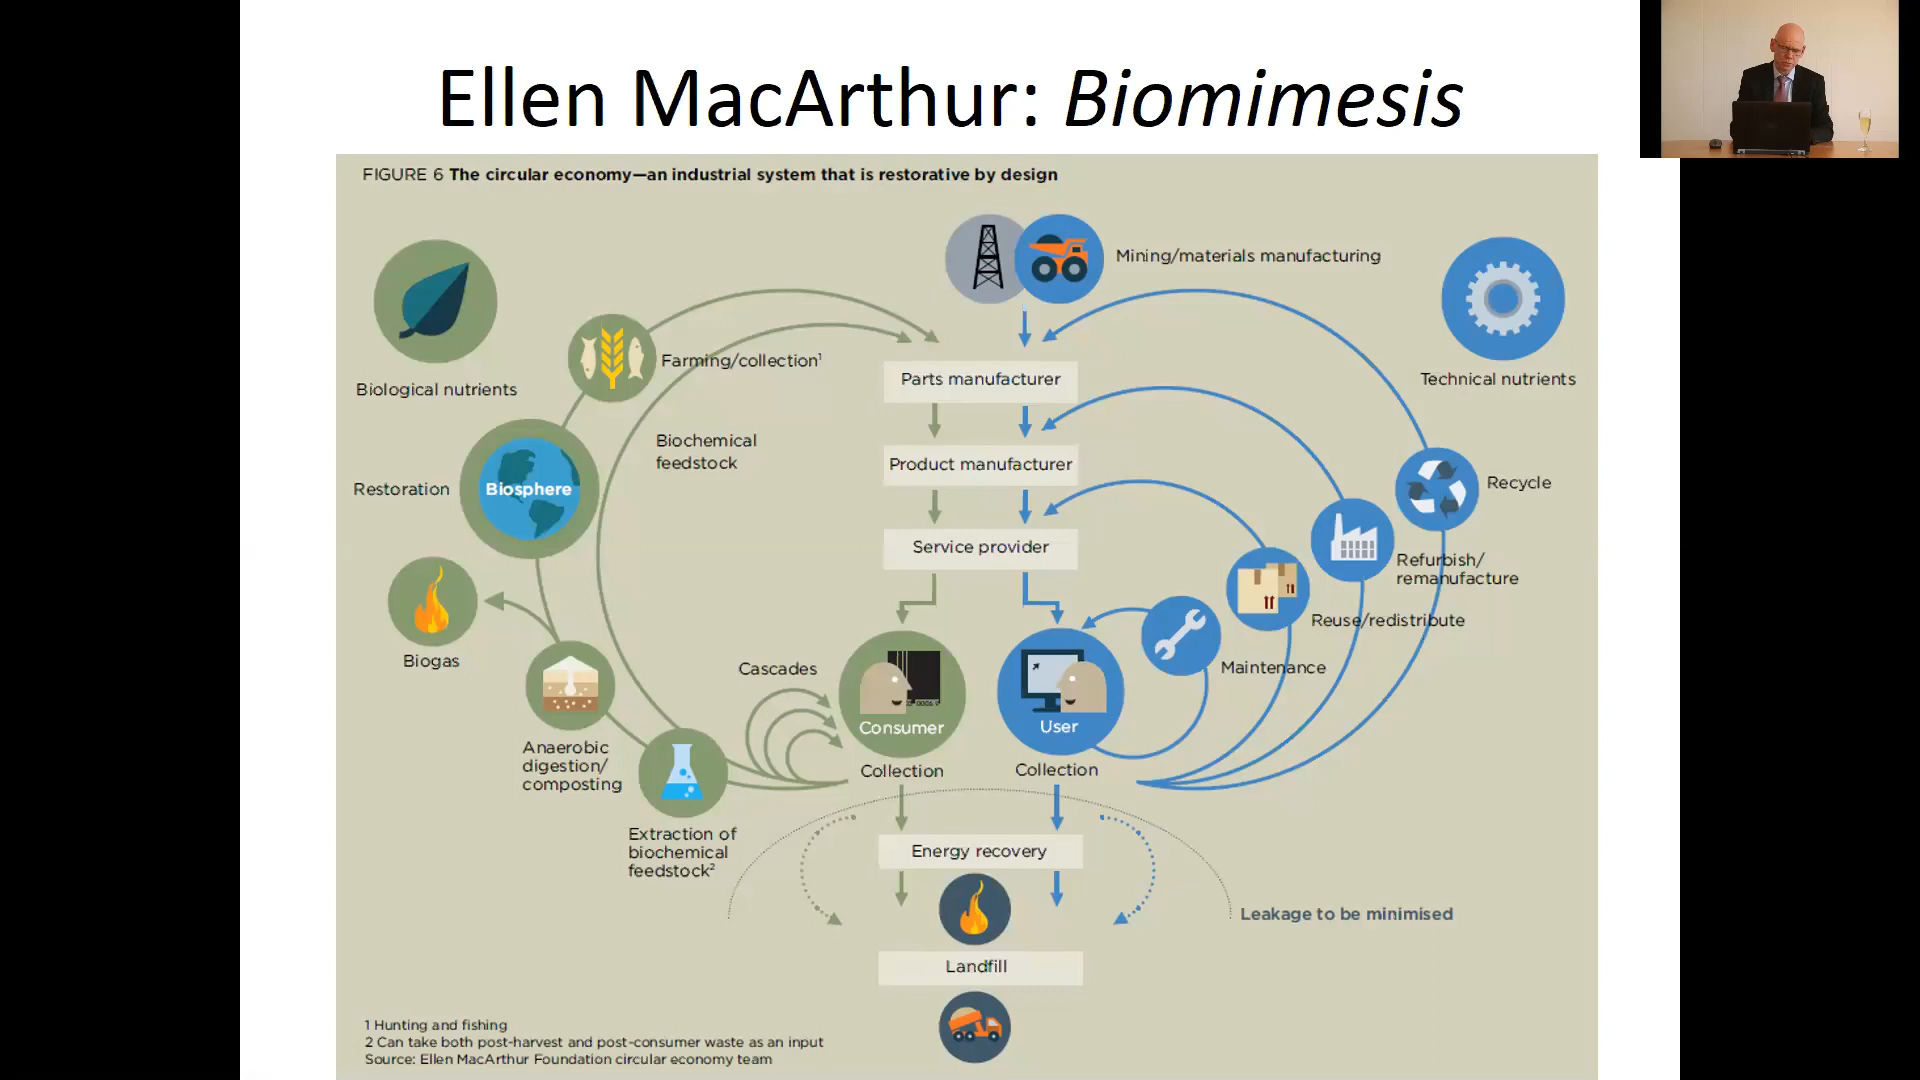 Ellen MacArthur: Biomimesis
FIGURE 6 The circular economy—an industrial system that is restorative by design
Mining/materials manufacturing
Biological nutrients
Farming/collection¹
Technical nutrients
Parts manufacturer
Biochemical
feedstock
Product manufacturer
Restoration
Biosphere
Recycle
Service provider
Refurbish/
remanufacture
Reuse/redistribute
Biogas
Cascades
Maintenance
Consumer
User
Collection
Collection
Anaerobic
digestion/
composting
Extraction of
biochemical
feedstock²
Energy recovery
Leakage to be minimised
Landfill
1 Hunting and fishing
2 Can take both post-harvest and post-consumer waste as an input
Source: Ellen MacArthur Foundation circular economy team